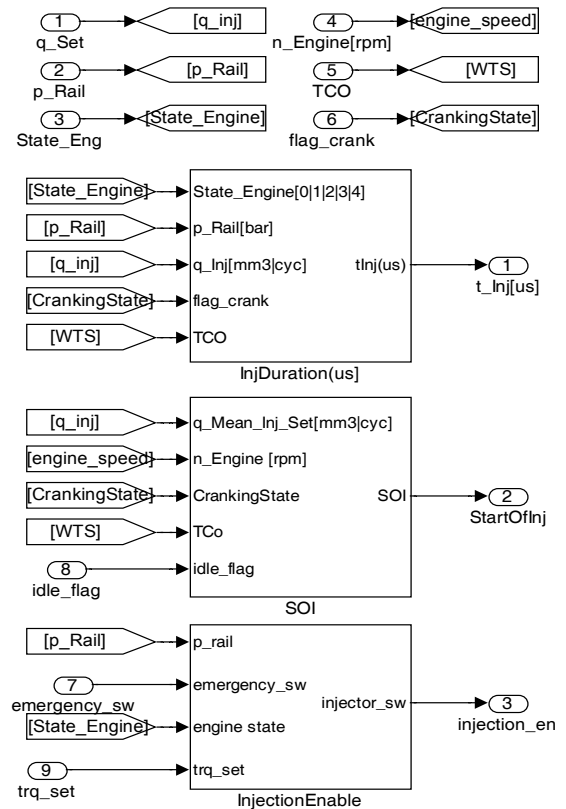 1
[q_inj]
q_Set
4
[engine_speed]
n_Engine[rpm]
2
[p_Rail]
p_Rail
5
[WTS]
TCO
3
[State_Engine]
State_Eng
6
[CrankingState]
flag_crank
[State_Engine]
State_Engine[0|1|2|3|4]
[p_Rail]
p_Rail[bar]
[q_inj]
q_Inj[mm3|cyc]
tInj(us)
1
t_Inj[us]
[CrankingState]
flag_crank
[WTS]
TCO
InjDuration(us]
[q_inj]
q_Mean_Inj_Set[mm3|cyc]
[engine_speed]
n_Engine [rpm]
[CrankingState]
CrankingState
SOI
2
StartOfInj
[WTS]
TCo
8
idle_flag
idle_flag
SOI
[p_Rail]
p_rail
7
emergency_sw
emergency_sw
injector_sw
3
injection_en
[State_Engine]
engine state
9
trq_set
trq_set
InjectionEnable